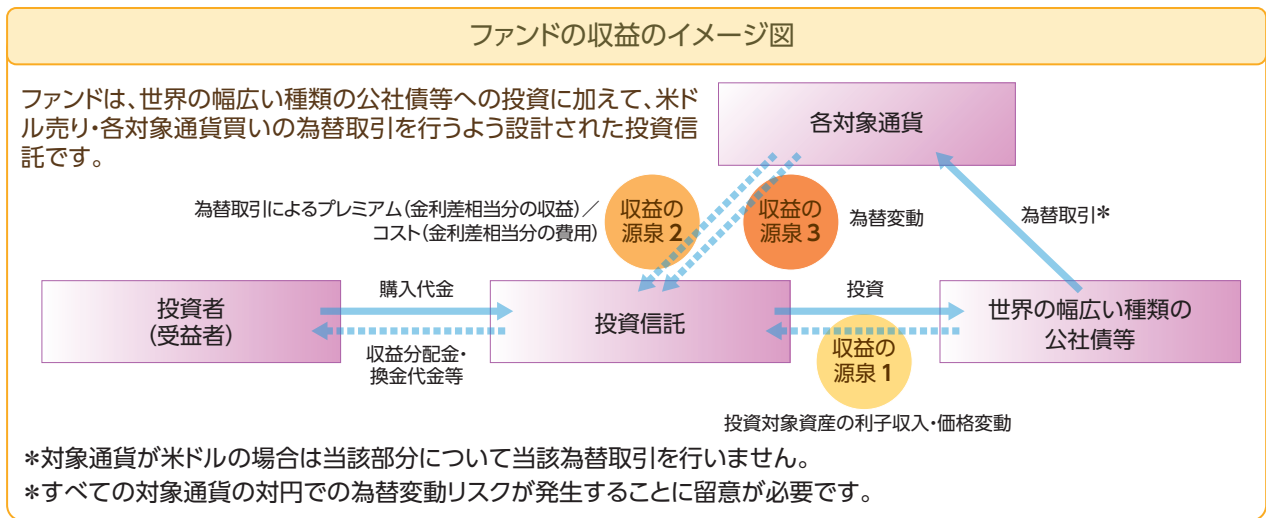 ファンドの収益のイメージ図
ファンドは、世界の幅広い種類の公社債等への投資に加えて、米ド
ル売り・各対象通貨買いの為替取引を行うよう設計された投資信
託です。
各対象通貨
為替取引によるプレミアム(金利差相当分の収益)／
コスト(金利差相当分の費用)
収益の
源泉 2
収益の
源泉 3
為替変動
為替取引*
投資者
(受益者)
購入代金
収益分配金・
換金代金等
投資信託
投資
収益の
源泉 1
投資対象資産の利子収入・価格変動
世界の幅広い種類の
公社債等
*対象通貨が米ドルの場合は当該部分について当該為替取引を行いません。
*すべての対象通貨の対円での為替変動リスクが発生することに留意が必要です。